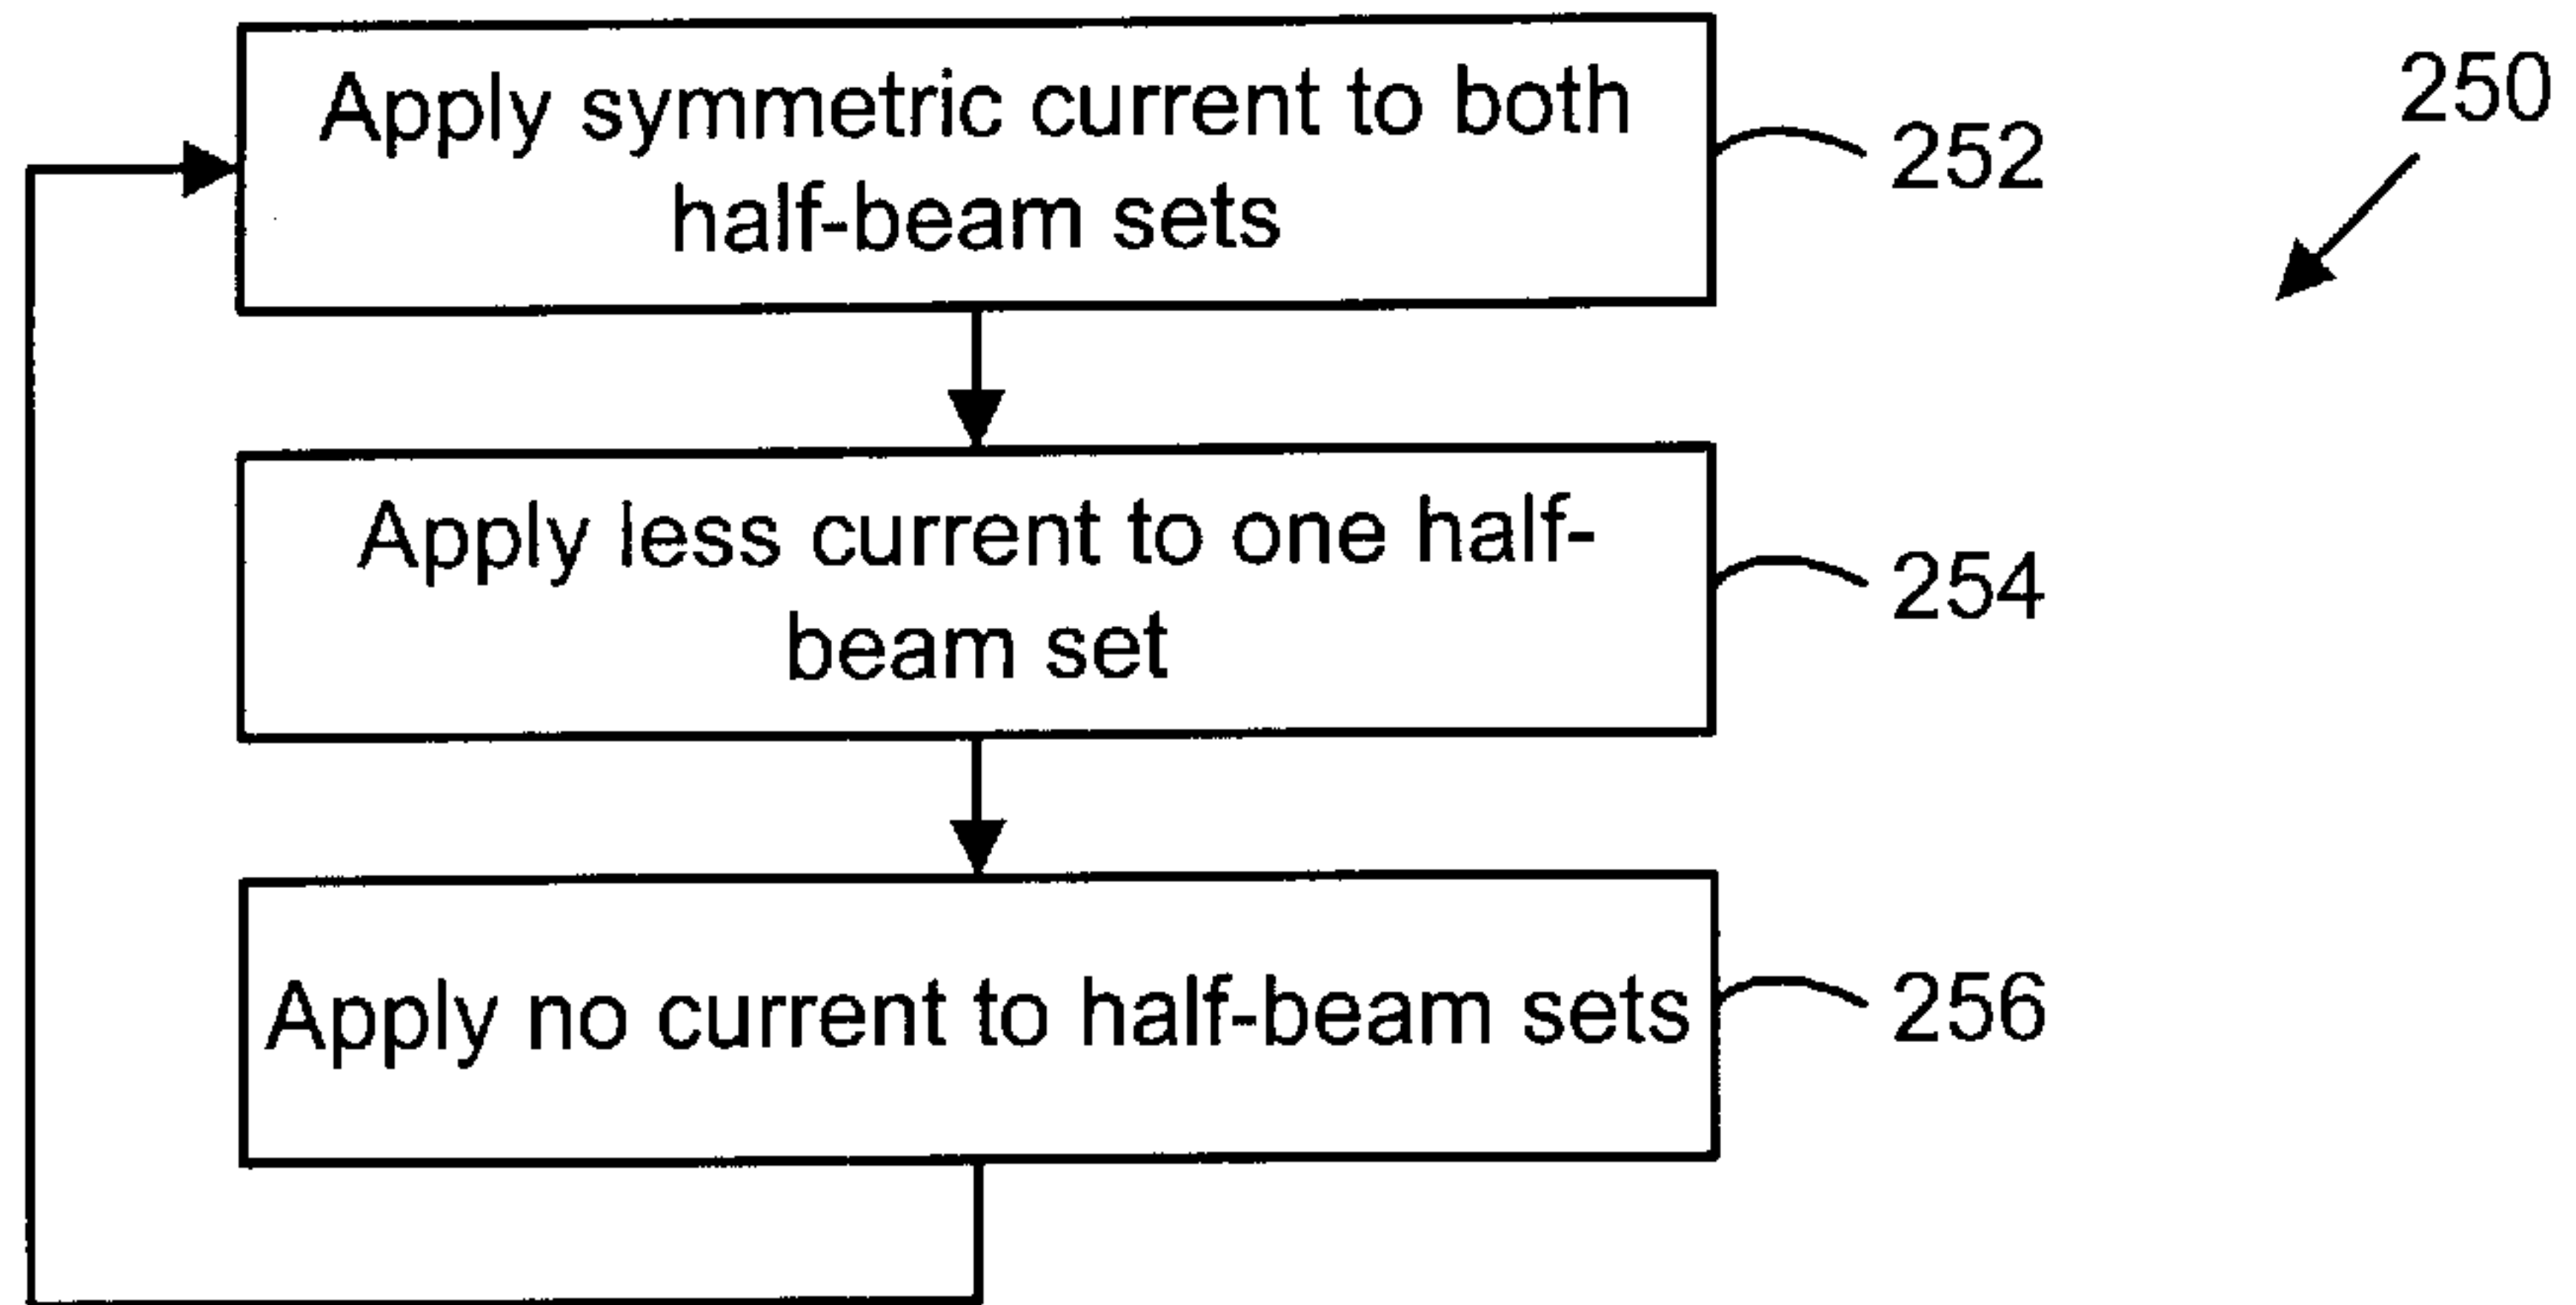 Apply symmetric current to both
half-beam sets
252
250
Apply less current to one half-
beam set
254
Apply no current to half-beam sets
256